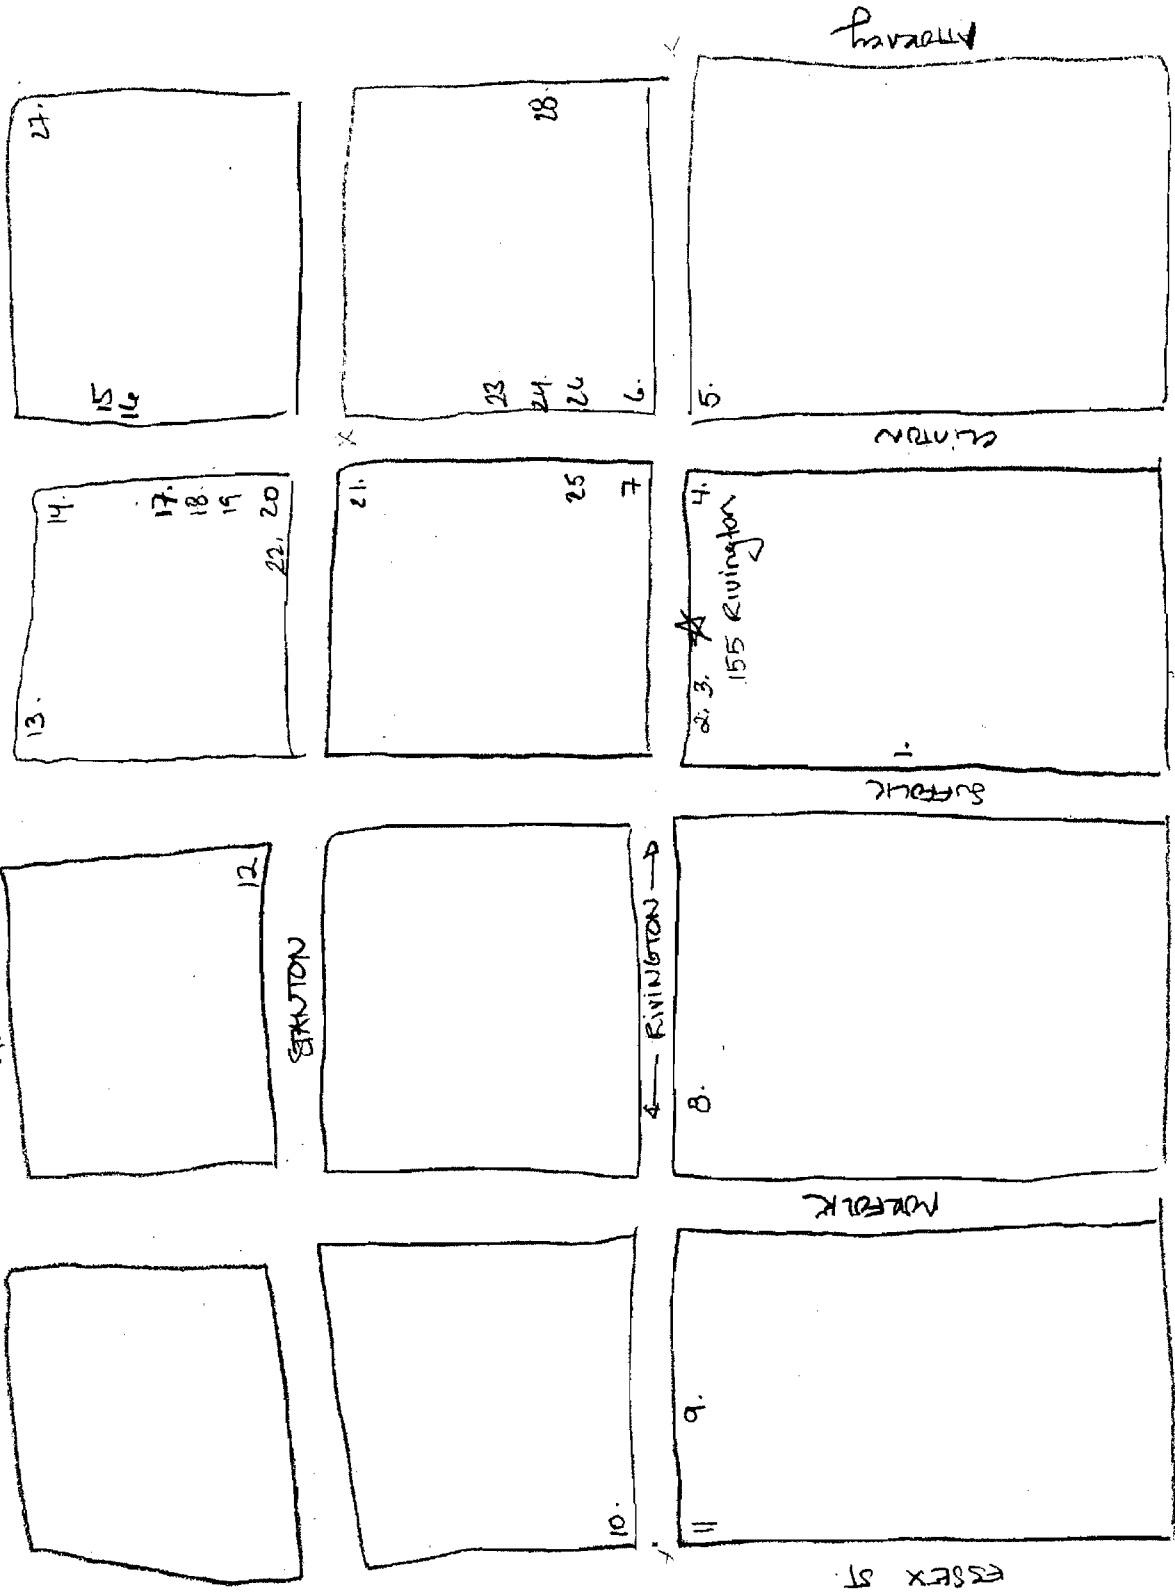 13.
14.
27.
15
16
17.
18.
19
12
22.
20
STANTON
21.
23
24.
28.
25
26
10.
7
6.
← RIVINGTON →
11
9.
8.
2. 3. ☆
4.
5.
155 Rivington
1.
ESSEX ST.
NORFOLK
SUFFOLK
CLINTON
ATTORNEY